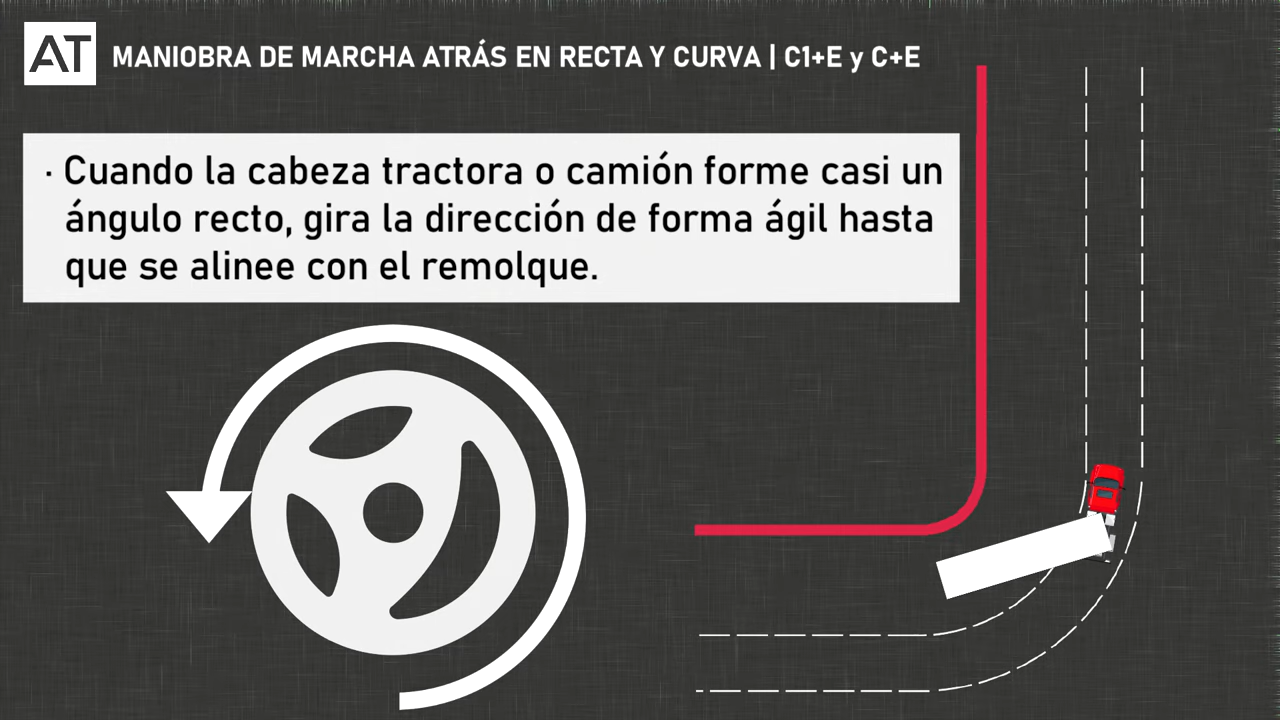 AT
MANIOBRA DE MARCHA ATRÁS EN RECTA Y CURVA | C1+E y C+E
· Cuando la cabeza tractora o camión forme casi un
ángulo recto, gira la dirección de forma ágil hasta
que se alinee con el remolque.